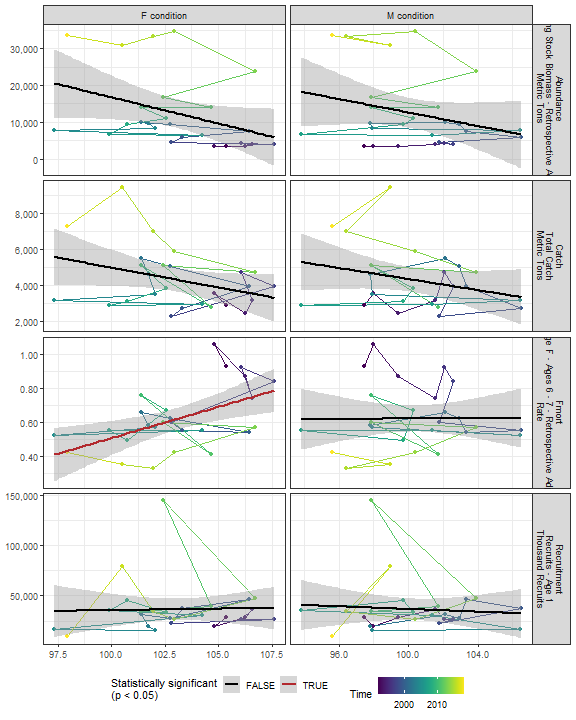 F condition
M condition
30,000
20,000
10,000
0
Abundance
Stock Biomass - Retrospective
Metric Tons
8,000
6,000
4,000
2,000
Catch
Total Catch
Metric Tons
1.00
0.80
0.60
0.40
Fmort
F - Ages 6 - 7 - Retrospective
Rate
150,000
100,000
50,000
Recruitment
Recruits - Age 1
Thousand Recruits
97.5 100.0 102.5 105.0 107.5
96.0 100.0 104.0
Statistically significant
(p < 0.05)
FALSE TRUE
Time
2000 2010